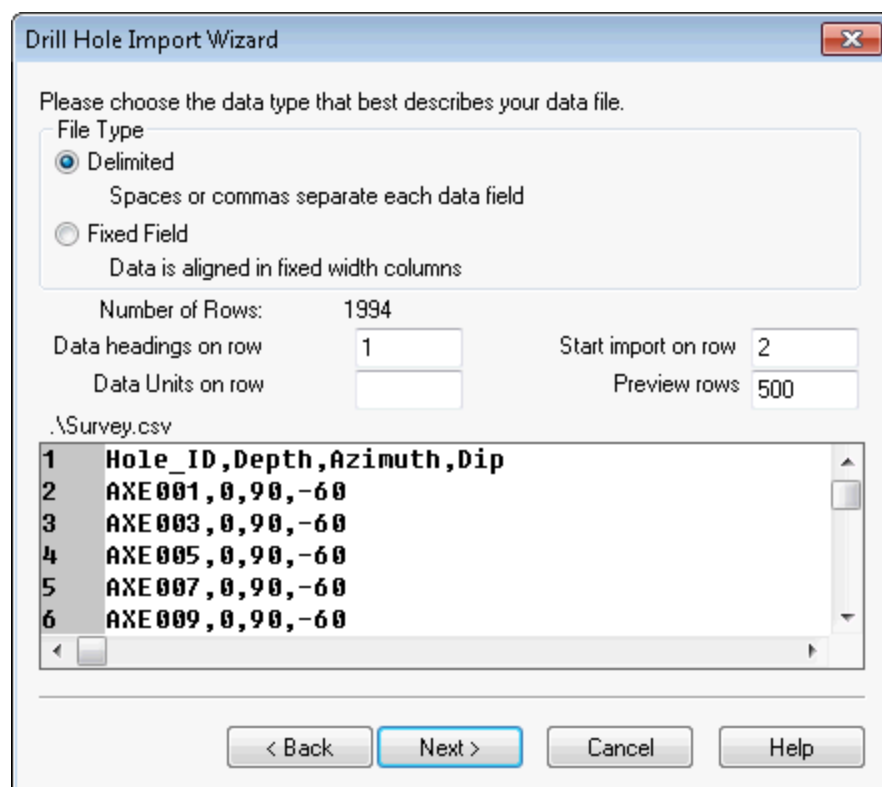 Drill Hole Import Wizard
Please choose the data type that best describes your data file.
File Type
Delimited
Spaces or commas separate each data field
Fixed Field
Data is aligned in fixed width columns
Number of Rows: 1994
Data headings on row 1 Start import on row 2
Data Units on row Preview rows 500
.\Survey.csv
1 Hole_ID,Depth,Azimuth,Dip
2 AXE001,0,90,-60
3 AXE003,0,90,-60
4 AXE005,0,90,-60
5 AXE007,0,90,-60
6 AXE009,0,90,-60
< Back Next > Cancel Help